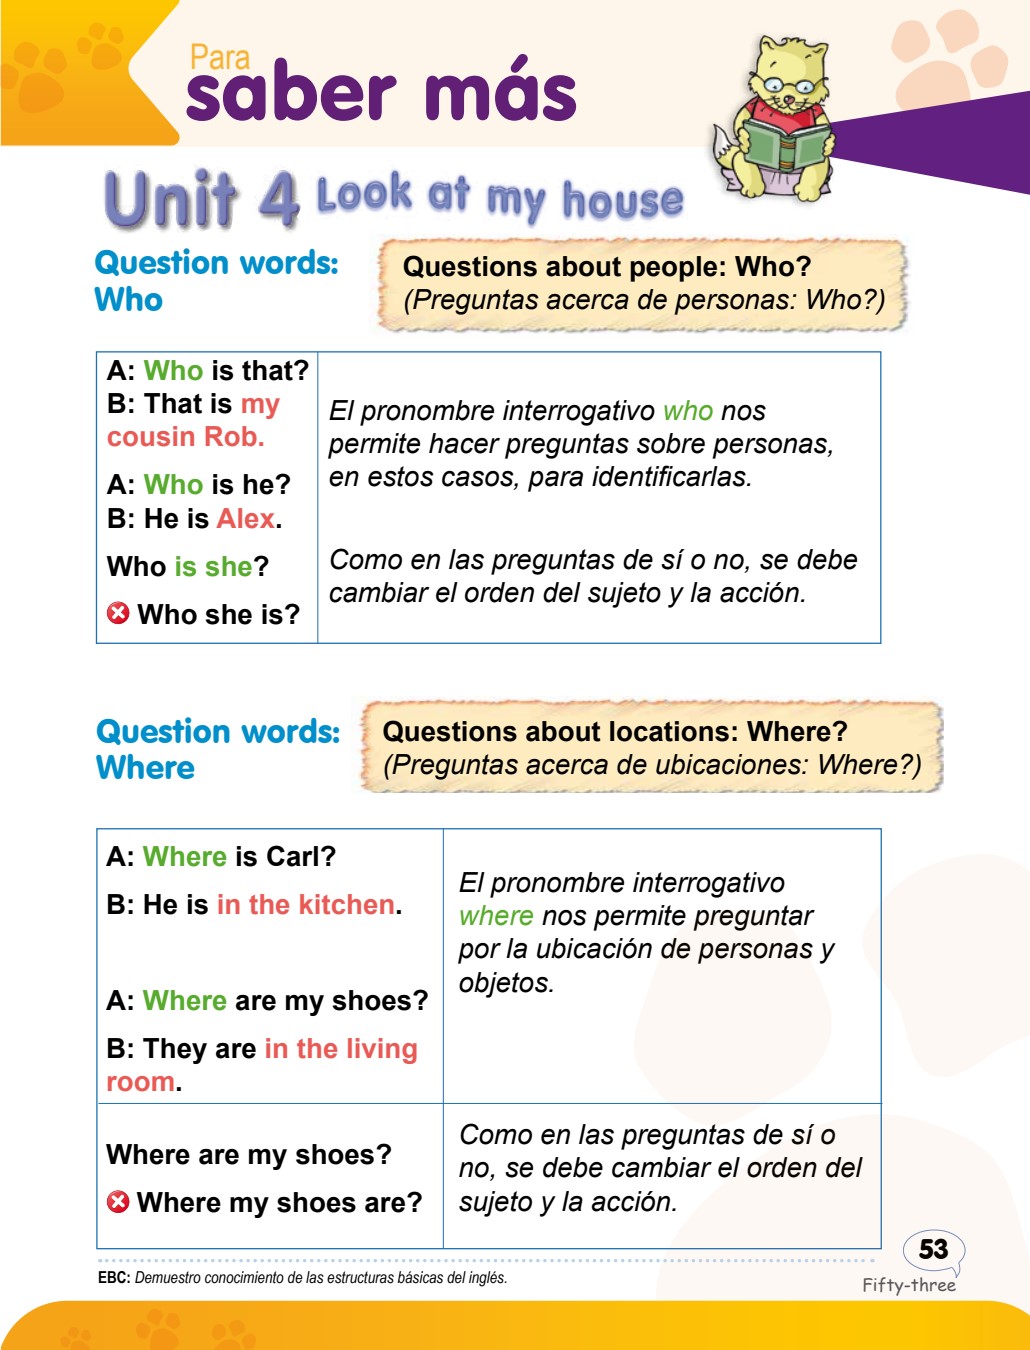 Para
saber más
Unit 4 Look at my house
Question words:
Who
Questions about people: Who?
(Preguntas acerca de personas: Who?)
A: Who is that?
B: That is my
cousin Rob.
A: Who is he?
B: He is Alex.
Who is she?
Who she is?
El pronombre interrogativo who nos
permite hacer preguntas sobre personas,
en estos casos, para identificarlas.
Como en las preguntas de sí o no, se debe
cambiar el orden del sujeto y la acción.
Question words:
Where
Questions about locations: Where?
(Preguntas acerca de ubicaciones: Where?)
A: Where is Carl?
B: He is in the kitchen.
A: Where are my shoes?
B: They are in the living
room.
El pronombre interrogativo
where nos permite preguntar
por la ubicación de personas y
objetos.
Where are my shoes?
Where my shoes are?
Como en las preguntas de sí o
no, se debe cambiar el orden del
sujeto y la acción.
EBC: Demuestro conocimiento de las estructuras básicas del inglés.
53
Fifty-three